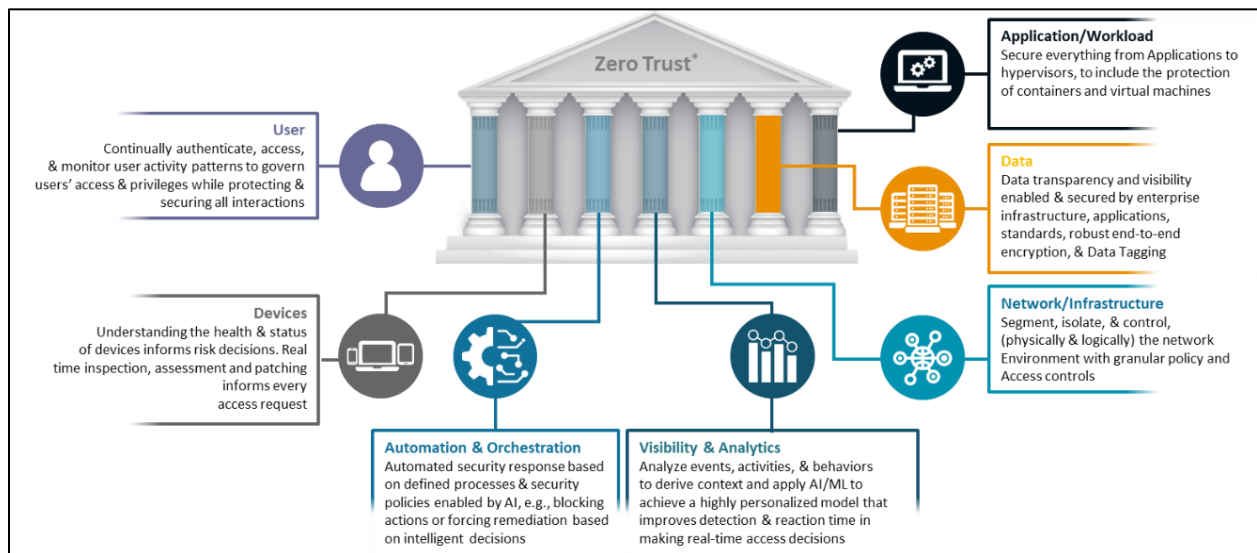 Zero Trust*
User
Continually authenticate, access,
& monitor user activity patterns to govern
users' access & privileges while protecting &
securing all interactions
Devices
Understanding the health & status
of devices informs risk decisions. Real
time inspection, assessment and patching
informs every
access request
Automation & Orchestration
Automated security response based
on defined processes & security
policies enabled by AI, e.g., blocking
actions or forcing remediation based
on intelligent decisions
Visibility & Analytics
Analyze events, activities, & behaviors
to derive context and apply AI/ML to
achieve a highly personalized model that
improves detection & reaction time in
making real-time access decisions
Application/Workload
Secure everything from Applications to
hypervisors, to include the protection
of containers and virtual machines
Data
Data transparency and visibility
enabled & secured by enterprise
infrastructure, applications,
standards, robust end-to-end
encryption, & Data Tagging
Network/Infrastructure
Segment, isolate, & control,
(physically & logically) the network
Environment with granular policy and
Access controls